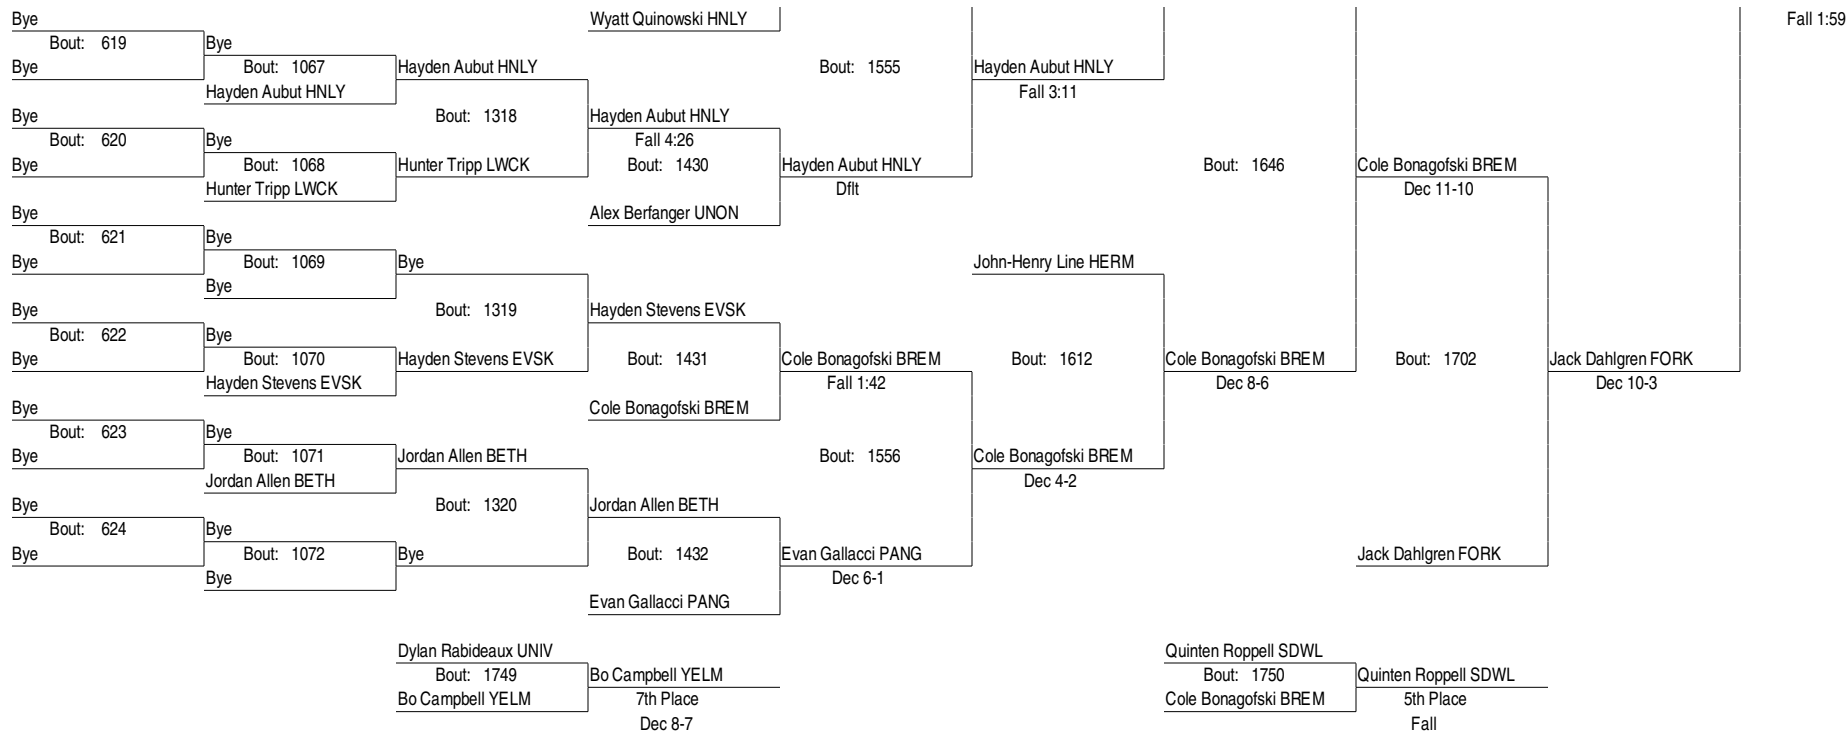 Bye Wyatt Quinowski HNLY Fall 1:59
Bout: 619 Bye
Bye Bout: 1067 Hayden Aubut HNLY Bout: 1555 Hayden Aubut HNLY
Hayden Aubut HNLY Fall 3:11
Bye Bout: 1318 Hayden Aubut HNLY
Bout: 620 Bye Fall 4:26
Bye Bout: 1068 Hunter Tripp LWCK Bout: 1430 Hayden Aubut HNLY Bout: 1646 Cole Bonagofski BREM
Hunter Tripp LWCK Dflt Dec 11-10
Bye Alex Berfanger UNON
Bout: 621 Bye
Bye Bout: 1069 Bye John-Henry Line HERM
Bye
Bye Bout: 1319 Hayden Stevens EVSK
Bout: 622 Bye
Bye Bout: 1070 Hayden Stevens EVSK Bout: 1431 Cole Bonagofski BREM Bout: 1612 Cole Bonagofski BREM Bout: 1702 Jack Dahlgren FORK
Hayden Stevens EVSK Fall 1:42 Dec 8-6 Dec 10-3
Bye Cole Bonagofski BREM
Bout: 623 Bye
Bye Bout: 1071 Jordan Allen BETH Bout: 1556 Cole Bonagofski BREM
Jordan Allen BETH Dec 4-2
Bye Bout: 1320 Jordan Allen BETH
Bout: 624 Bye
Bye Bout: 1072 Bye Bout: 1432 Evan Gallacci PANG Jack Dahlgren FORK
Bye Dec 6-1
Evan Gallacci PANG
Dylan Rabideaux UNIV Quinten Roppell SDWL
Bout: 1749 Bo Campbell YELM Bout: 1750 Quinten Roppell SDWL
Bo Campbell YELM 7th Place Cole Bonagofski BREM 5th Place
Dec 8-7 Fall